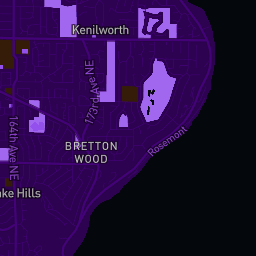 Kenilworth
173rd Ave NE
164th Ave NE
BRETTON
WOOD
Rosemont
ake Hills